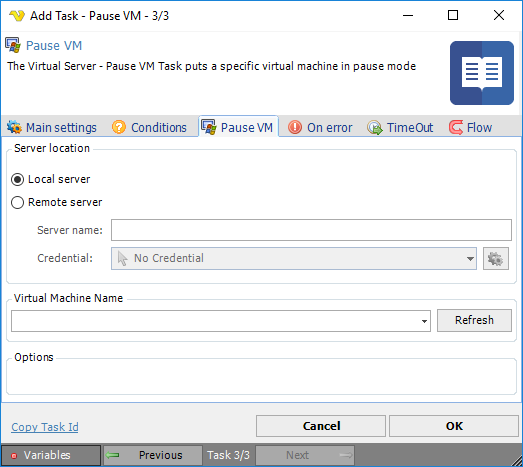 Add Task - Pause VM - 3/3
Pause VM
The Virtual Server - Pause VM Task puts a specific virtual machine in pause mode
Main settings Conditions Pause VM On error TimeOut Flow
Server location
Local server
Remote server
Server name:
Credential: No Credential
Virtual Machine Name
Refresh
Options
Copy Task Id Cancel OK
Variables Previous Task 3/3 Next